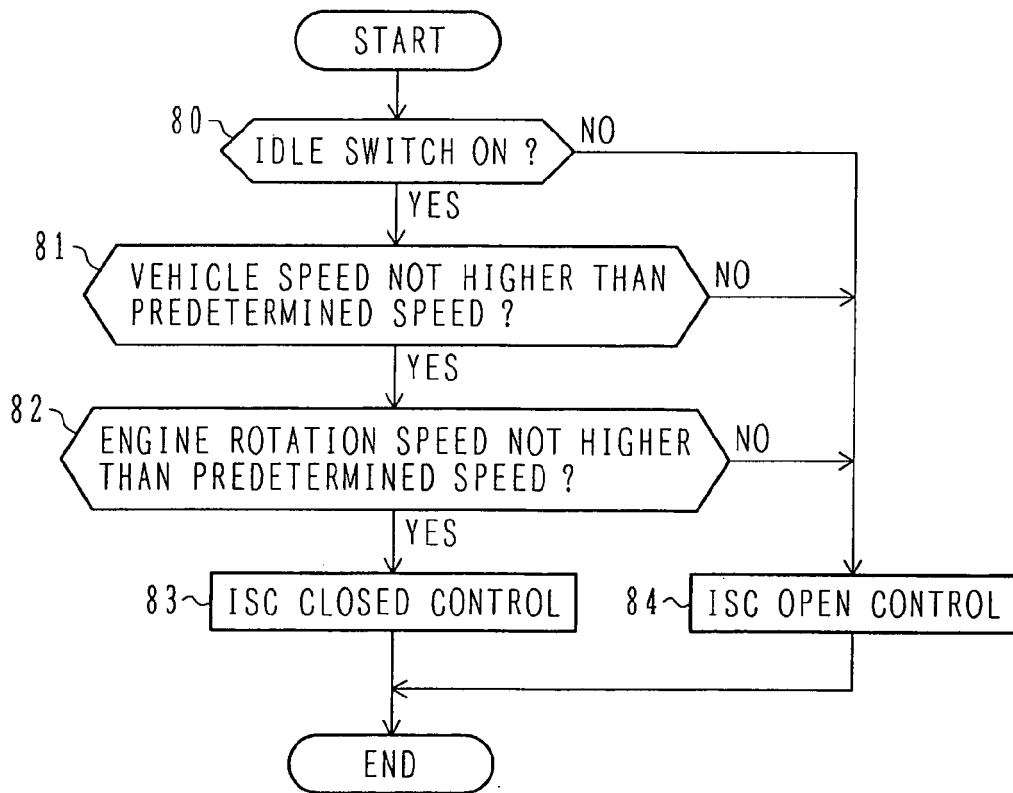 START
80
IDLE SWITCH ON ?
NO
YES
81
VEHICLE SPEED NOT HIGHER THAN
PREDETERMINED SPEED ?
NO
YES
82
ENGINE ROTATION SPEED NOT HIGHER
THAN PREDETERMINED SPEED ?
NO
YES
83
ISC CLOSED CONTROL
84
ISC OPEN CONTROL
END